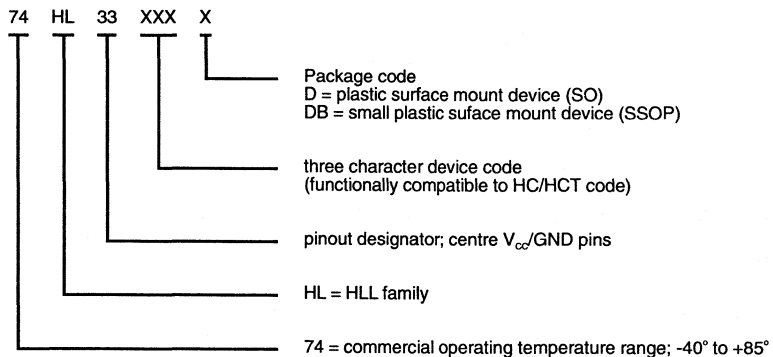 74 HL 33 XXX X
Package code
D = plastic surface mount device (SO)
DB = small plastic suface mount device (SSOP)
three character device code
(functionally compatible to HC/HCT code)
pinout designator; centre Vcc/GND pins
HL = HLL family
74 = commercial operating temperature range; -40° to +85°